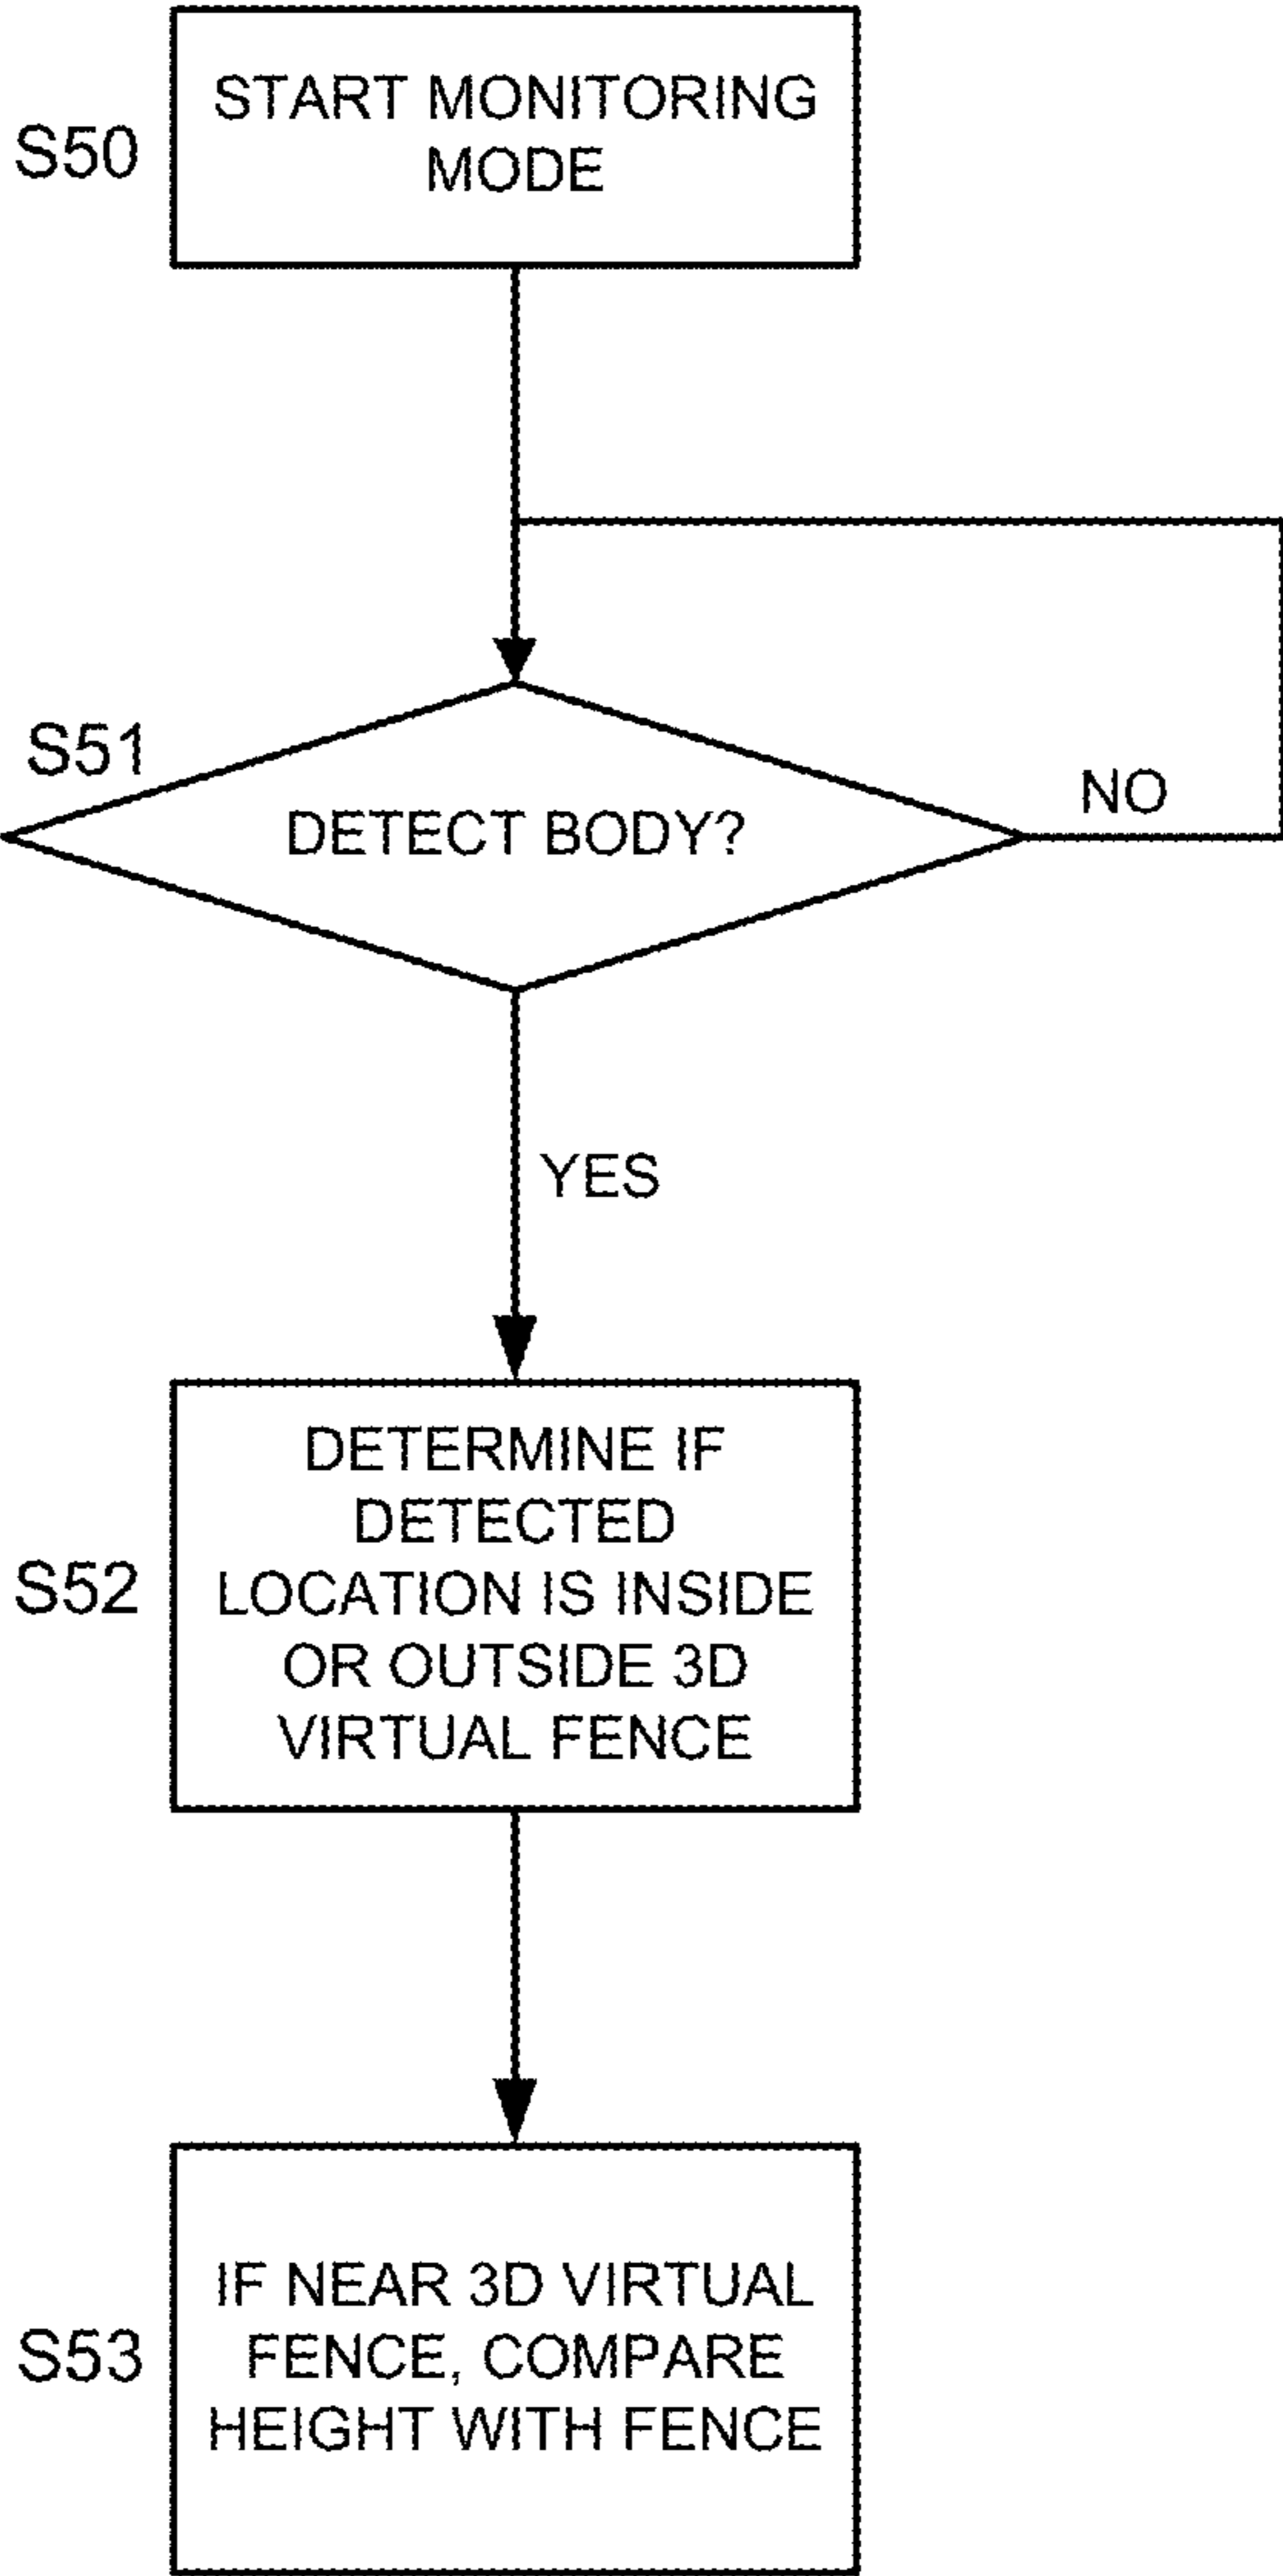 START MONITORING
MODE
S50
S51
DETECT BODY?
NO
YES
DETERMINE IF
DETECTED
LOCATION IS INSIDE
OR OUTSIDE 3D
VIRTUAL FENCE
S52
IF NEAR 3D VIRTUAL
FENCE, COMPARE
HEIGHT WITH FENCE
S53